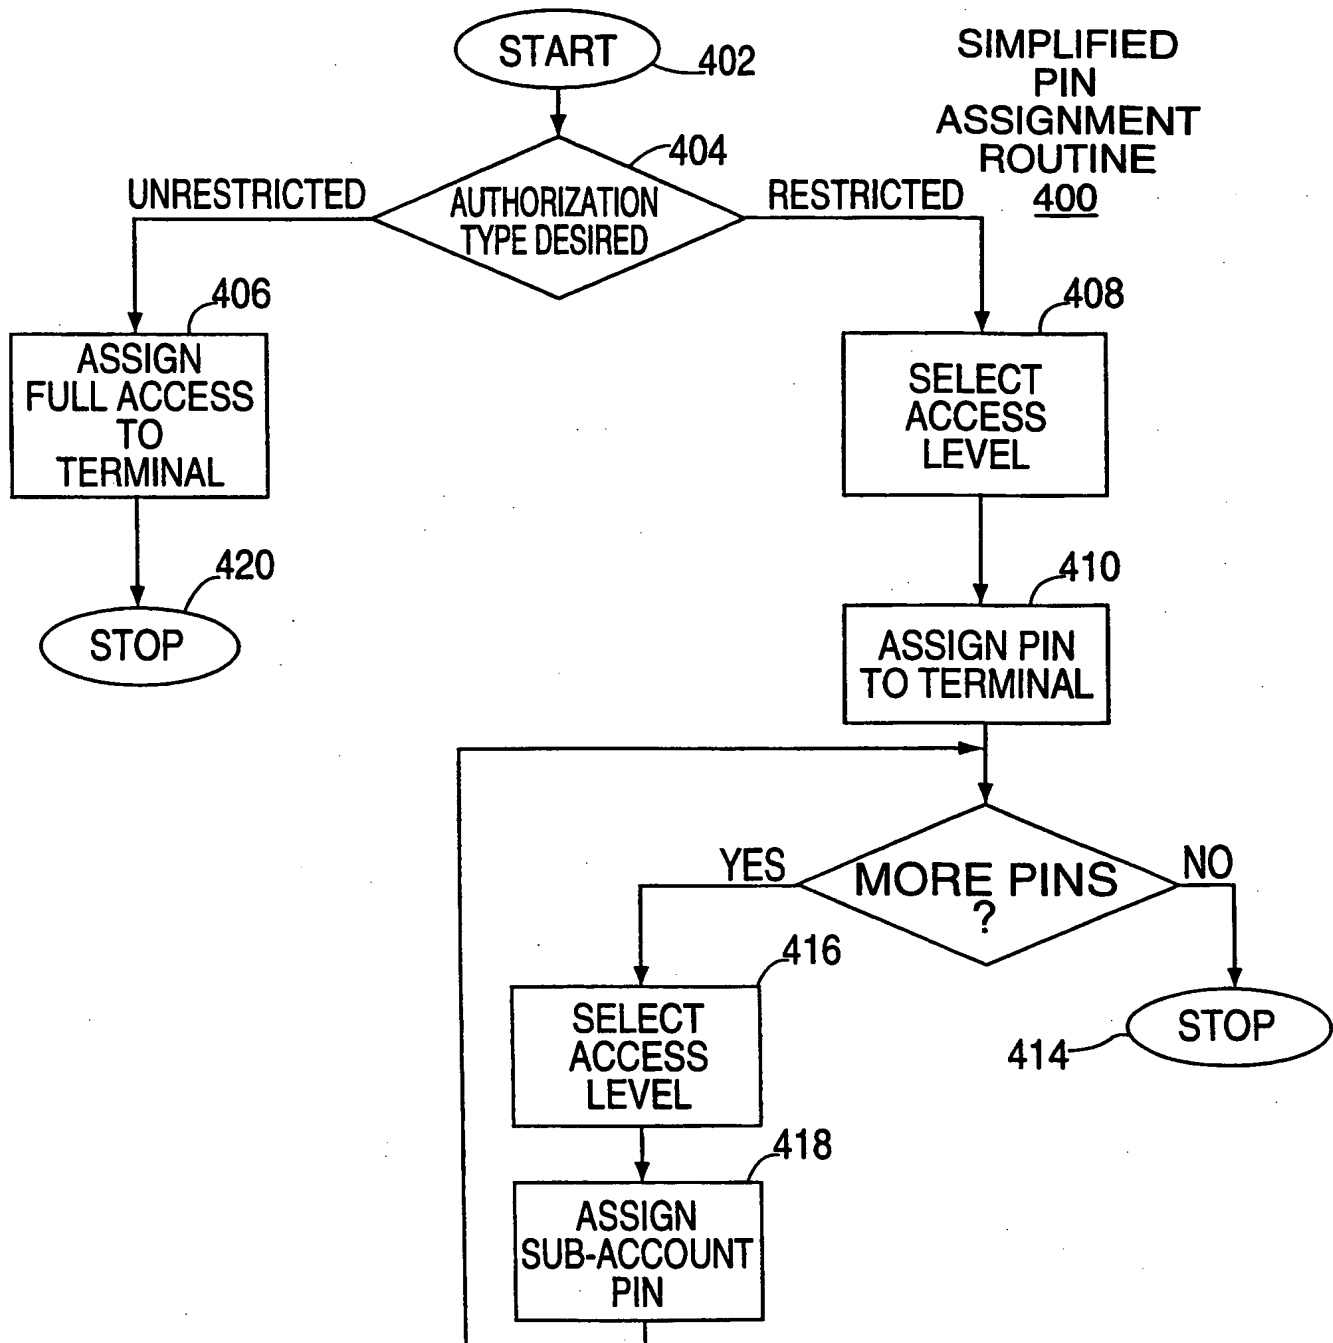 START
402
SIMPLIFIED
PIN
ASSIGNMENT
ROUTINE
400
404
UNRESTRICTED
AUTHORIZATION
TYPE DESIRED
RESTRICTED
406
ASSIGN
FULL ACCESS
TO
TERMINAL
408
SELECT
ACCESS
LEVEL
420
STOP
410
ASSIGN PIN
TO TERMINAL
YES
MORE PINS
?
NO
416
SELECT
ACCESS
LEVEL
STOP
414
418
ASSIGN
SUB-ACCOUNT
PIN